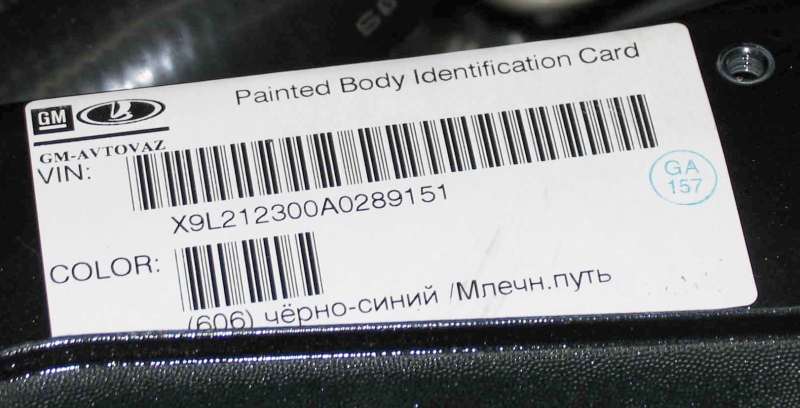 Painted Body Identification Card
GM
GM-AVTOVAZ
VIN:
X9L212300A0289151
GA
157
COLOR:
(606) чёрно-синий /Млечн.путь